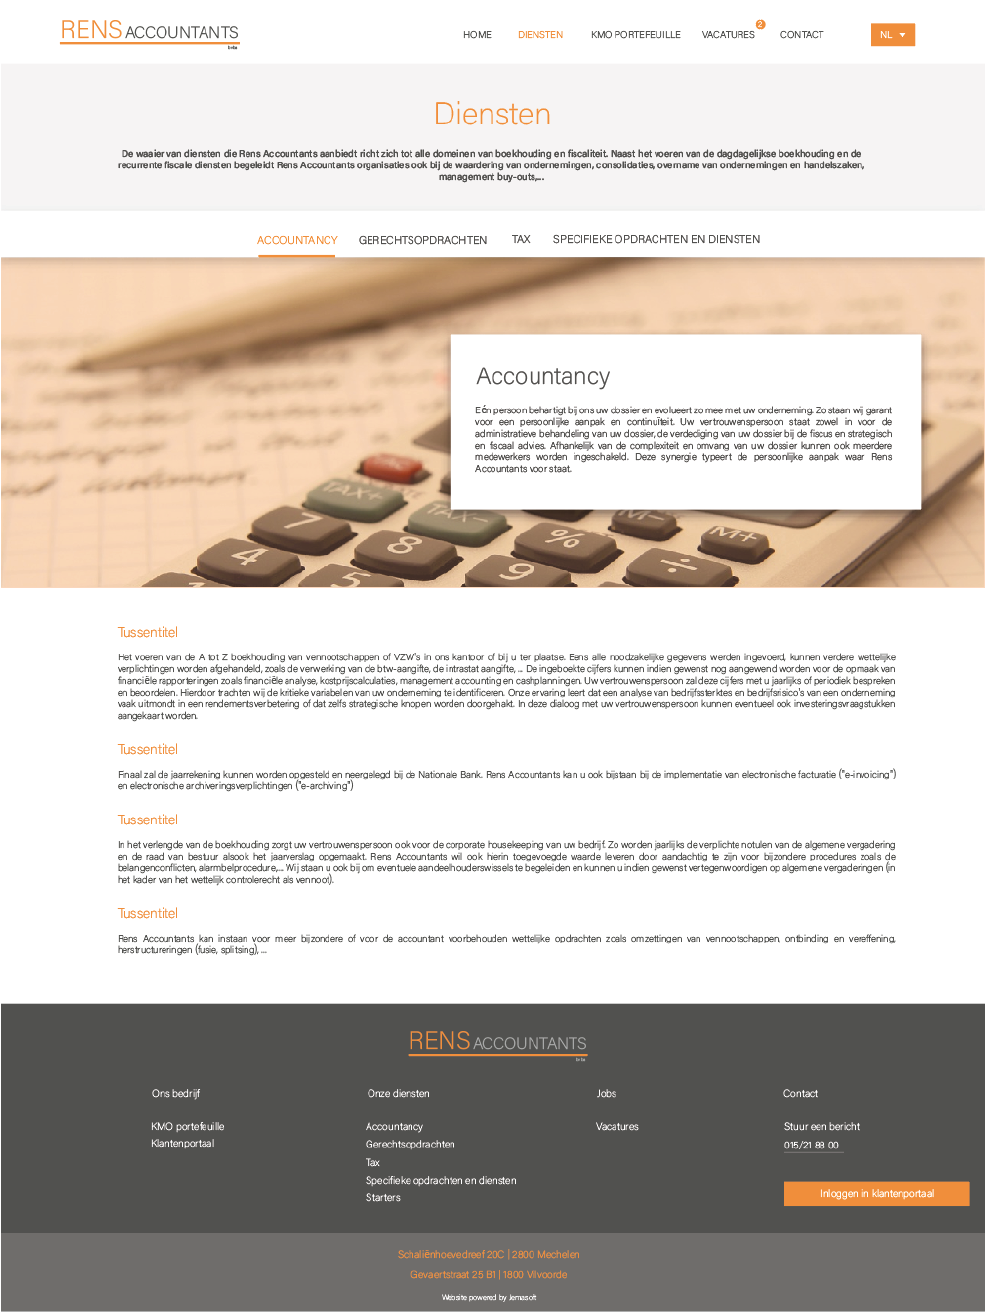 RENS ACCOUNTANTS
bvba
HOME DIENSTEN KMO PORTEFEUILLE VACATURES 2 CONTACT NL
Diensten
De waaier van diensten die Rens Accountants aanbiedt richt zich tot alle domeinen van boekhouding en fiscaliteit. Naast het voeren van de dagdagelijkse boekhouding en de
recurrente fiscale diensten begeleidt Rens Accountants organisaties ook bij de waardering van ondernemingen, consolidaties, overname van ondernemingen en handelszaken,
management buy-outs,...
ACCOUNTANCY GERECHTSOPDRACHTEN TAX SPECIFIEKE OPDRACHTEN EN DIENSTEN
Accountancy
Eén persoon behartigt bij ons uw dossier en evolueert zo mee met uw onderneming. Zo staan wij garant
voor een persoonlijke aanpak en continuïteit. Uw vertrouwenspersoon staat zowel in voor de
administratieve behandeling van uw dossier, de verdediging van uw dossier bij de fiscus en strategisch
en fiscaal advies. Afhankelijk van de complexiteit en omvang van uw dossier kunnen ook meerdere
medewerkers worden ingeschakeld. Deze synergie typeert de persoonlijke aanpak waar Rens
Accountants voor staat.
TAX+
TAX−
M−
M+
7
8
%
4
5
9
÷
Tussentitel
Het voeren van de A tot Z boekhouding van vennootschappen of VZW's in ons kantoor of bij u ter plaatse. Eens alle noodzakelijke gegevens werden ingevoerd, kunnen verdere wettelijke
verplichtingen worden afgehandeld, zoals de verwerking van de btw-aangifte, de intrastat aangifte, ... De ingeboekte cijfers kunnen indien gewenst nog aangewend worden voor de opmaak van
financiële rapporteringen zoals financiële analyse, kostprijscalculaties, management accounting en cashplanningen. Uw vertrouwenspersoon zal deze cijfers met u jaarlijks of periodiek bespreken
en beoordelen. Hierdoor trachten wij de kritieke variabelen van uw onderneming te identificeren. Onze ervaring leert dat een analyse van bedrijfssterktes en bedrijfsrisico's van een onderneming
vaak uitmondt in een rendementsverbetering of dat zelfs strategische knopen worden doorgehakt. In deze dialoog met uw vertrouwenspersoon kunnen eventueel ook investeringsvraagstukken
aangekaart worden.
Tussentitel
Finaal zal de jaarrekening kunnen worden opgesteld en neergelegd bij de Nationale Bank. Rens Accountants kan u ook bijstaan bij de implementatie van electronische facturatie ("e-invoicing")
en electronische archiveringsverplichtingen ("e-archiving")
Tussentitel
In het verlengde van de boekhouding zorgt uw vertrouwenspersoon ook voor de corporate housekeeping van uw bedrijf. Zo worden jaarlijks de verplichte notulen van de algemene vergadering
en de raad van bestuur alsook het jaarverslag opgemaakt. Rens Accountants wil ook hierin toegevoegde waarde leveren door aandachtig te zijn voor bijzondere procedures zoals de
belangenconflicten, alarmbelprocedure,... Wij staan u ook bij om eventuele aandeelhouderswissels te begeleiden en kunnen u indien gewenst vertegenwoordigen op algemene vergaderingen (in
het kader van het wettelijk controlerecht als vennoot).
Tussentitel
Rens Accountants kan instaan voor meer bijzondere of voor de accountant voorbehouden wettelijke opdrachten zoals omzettingen van vennootschappen, ontbinding en vereffening,
herstructureringen (fusie, splitsing), ...
RENS ACCOUNTANTS
bvba
Ons bedrijf
KMO portefeuille
Klantenportaal
Onze diensten
Accountancy
Gerechtsopdrachten
Tax
Specifieke opdrachten en diensten
Starters
Jobs
Vacatures
Contact
Stuur een bericht
015/21 88 00
Inloggen in klantenportaal
Schaliënhoevedreef 20C | 2800 Mechelen
Gevaertstraat 25 B1 | 1800 Vilvoorde
Website powered by Jemasoft